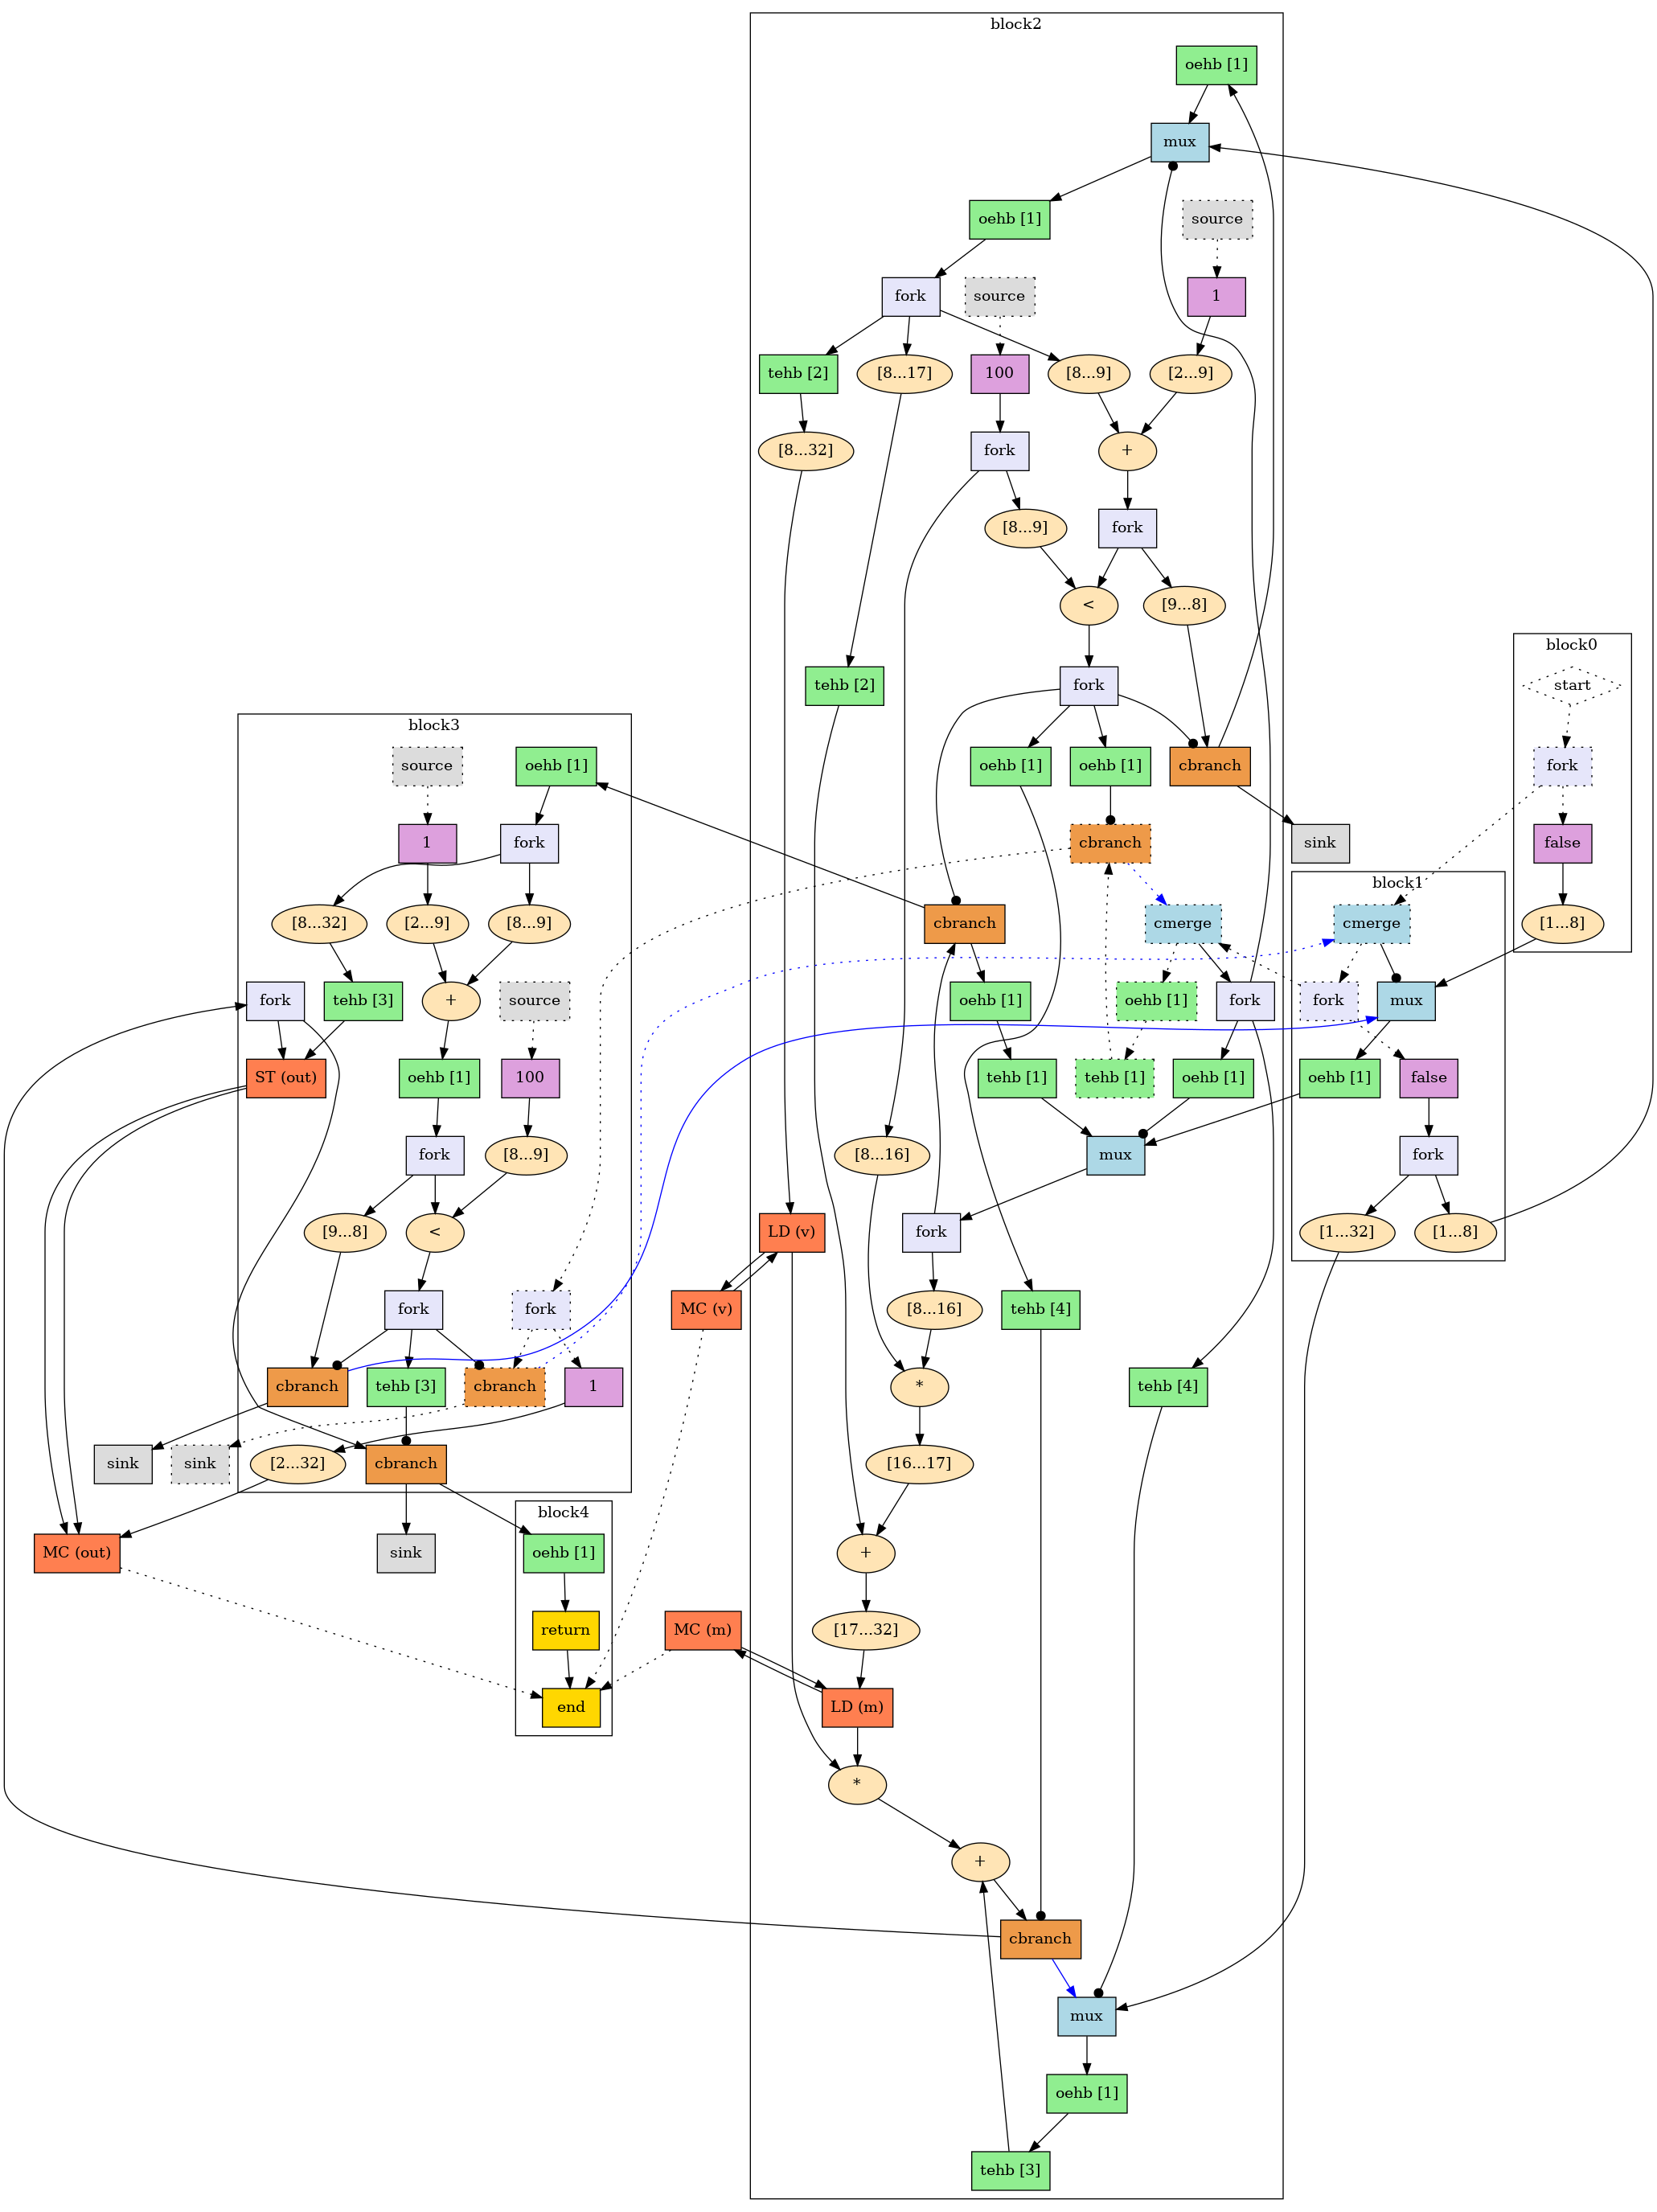 block2
oehb [1]
mux
oehb [1]
source
fork
source
1
tehb [2]
[8...17]
100
[8...9]
[2...9]
[8...32]
fork
+
[8...9]
fork
<
[9...8]
tehb [2]
fork
oehb [1]
oehb [1]
cbranch
cbranch
cbranch
cmerge
oehb [1]
oehb [1]
fork
tehb [1]
tehb [1]
oehb [1]
[8...16]
mux
LD (v)
fork
[8...16]
tehb [4]
*
tehb [4]
[16...17]
+
[17...32]
LD (m)
*
+
cbranch
mux
oehb [1]
tehb [3]
block0
start
fork
false
[1...8]
sink
block1
cmerge
fork
mux
oehb [1]
false
fork
[1...32]
[1...8]
block3
source
oehb [1]
1
fork
[8...32]
[2...9]
[8...9]
fork
tehb [3]
+
source
ST (out)
oehb [1]
100
fork
[8...9]
[9...8]
<
fork
fork
cbranch
tehb [3]
cbranch
1
[2...32]
cbranch
MC (v)
sink
sink
MC (out)
sink
MC (m)
block4
oehb [1]
return
end